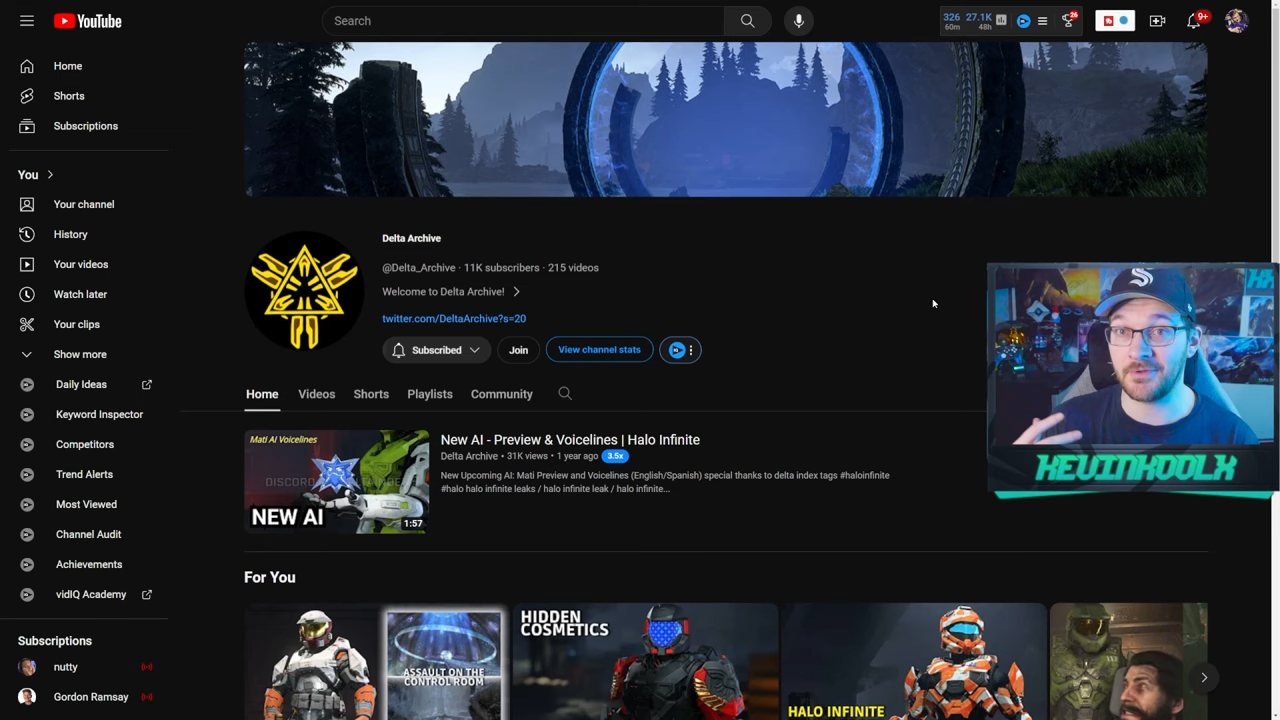 YouTube
Search
326 27.1K
60m 48h
26
9+
Home
Shorts
Subscriptions
You
Your channel
History
Your videos
Watch later
Your clips
Show more
Daily Ideas
Keyword Inspector
Competitors
Trend Alerts
Most Viewed
Channel Audit
Achievements
vidIQ Academy
Subscriptions
nutty
Gordon Ramsay
Delta Archive
@Delta_Archive · 11K subscribers · 215 videos
Welcome to Delta Archive!
twitter.com/DeltaArchive?s=20
Subscribed
Join
View channel stats
Home Videos Shorts Playlists Community
Mati AI Voicelines
NEW AI
1:57
New AI - Preview & Voicelines | Halo Infinite
Delta Archive • 31K views • 1 year ago 3.5x
New Upcoming AI: Mati Preview and Voicelines (English/Spanish) special thanks to delta index tags #haloinfinite
#halo halo infinite leaks / halo infinite leak / halo infinite...
KEVINKOOLX
For You
ASSAULT ON THE
CONTROL ROOM
HIDDEN
COSMETICS
HALO INFINITE